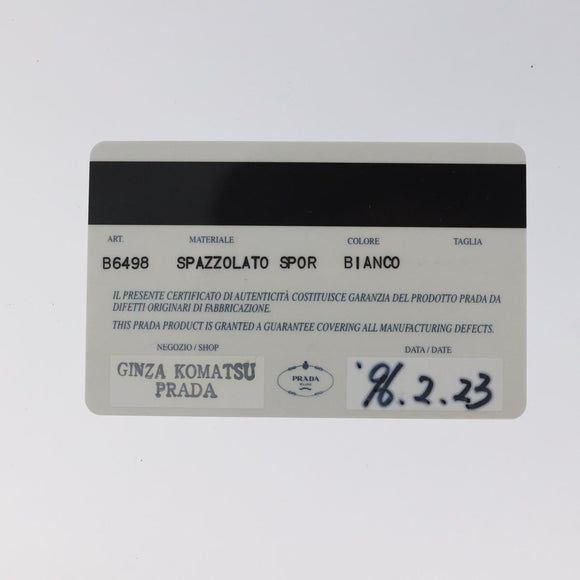 ART. MATERIALE COLORE TAGLIA
B6498 SPAZZOLATO SPOR BIANCO
IL PRESENTE CERTIFICATO DI AUTENTICITÀ COSTITUISCE GARANZIA DEL PRODOTTO PRADA DA
DIFETTI ORIGINARI DI FABBRICAZIONE.
THIS PRADA PRODUCT IS GRANTED A GUARANTEE COVERING ALL MANUFACTURING DEFECTS.
NEGOZIO / SHOP
GINZA KOMATSU
PRADA
PRADA
MILANO
DATA / DATE
'96.2.23